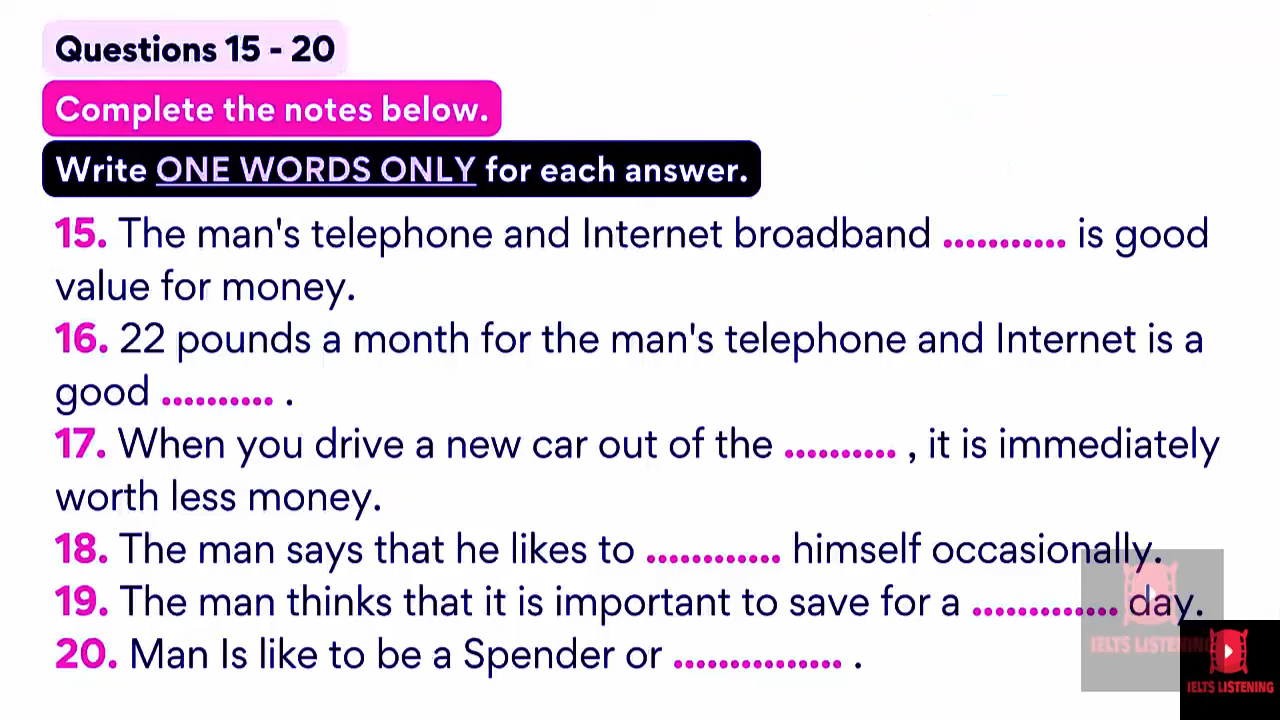 Questions 15 - 20
Complete the notes below.
Write ONE WORDS ONLY for each answer.
15. The man's telephone and Internet broadband ........... is good
value for money.
16. 22 pounds a month for the man's telephone and Internet is a
good .......... .
17. When you drive a new car out of the .......... , it is immediately
worth less money.
18. The man says that he likes to ............ himself occasionally.
19. The man thinks that it is important to save for a ............. day.
20. Man Is like to be a Spender or ............... .
IELTS LISTENING
IELTS LISTENING